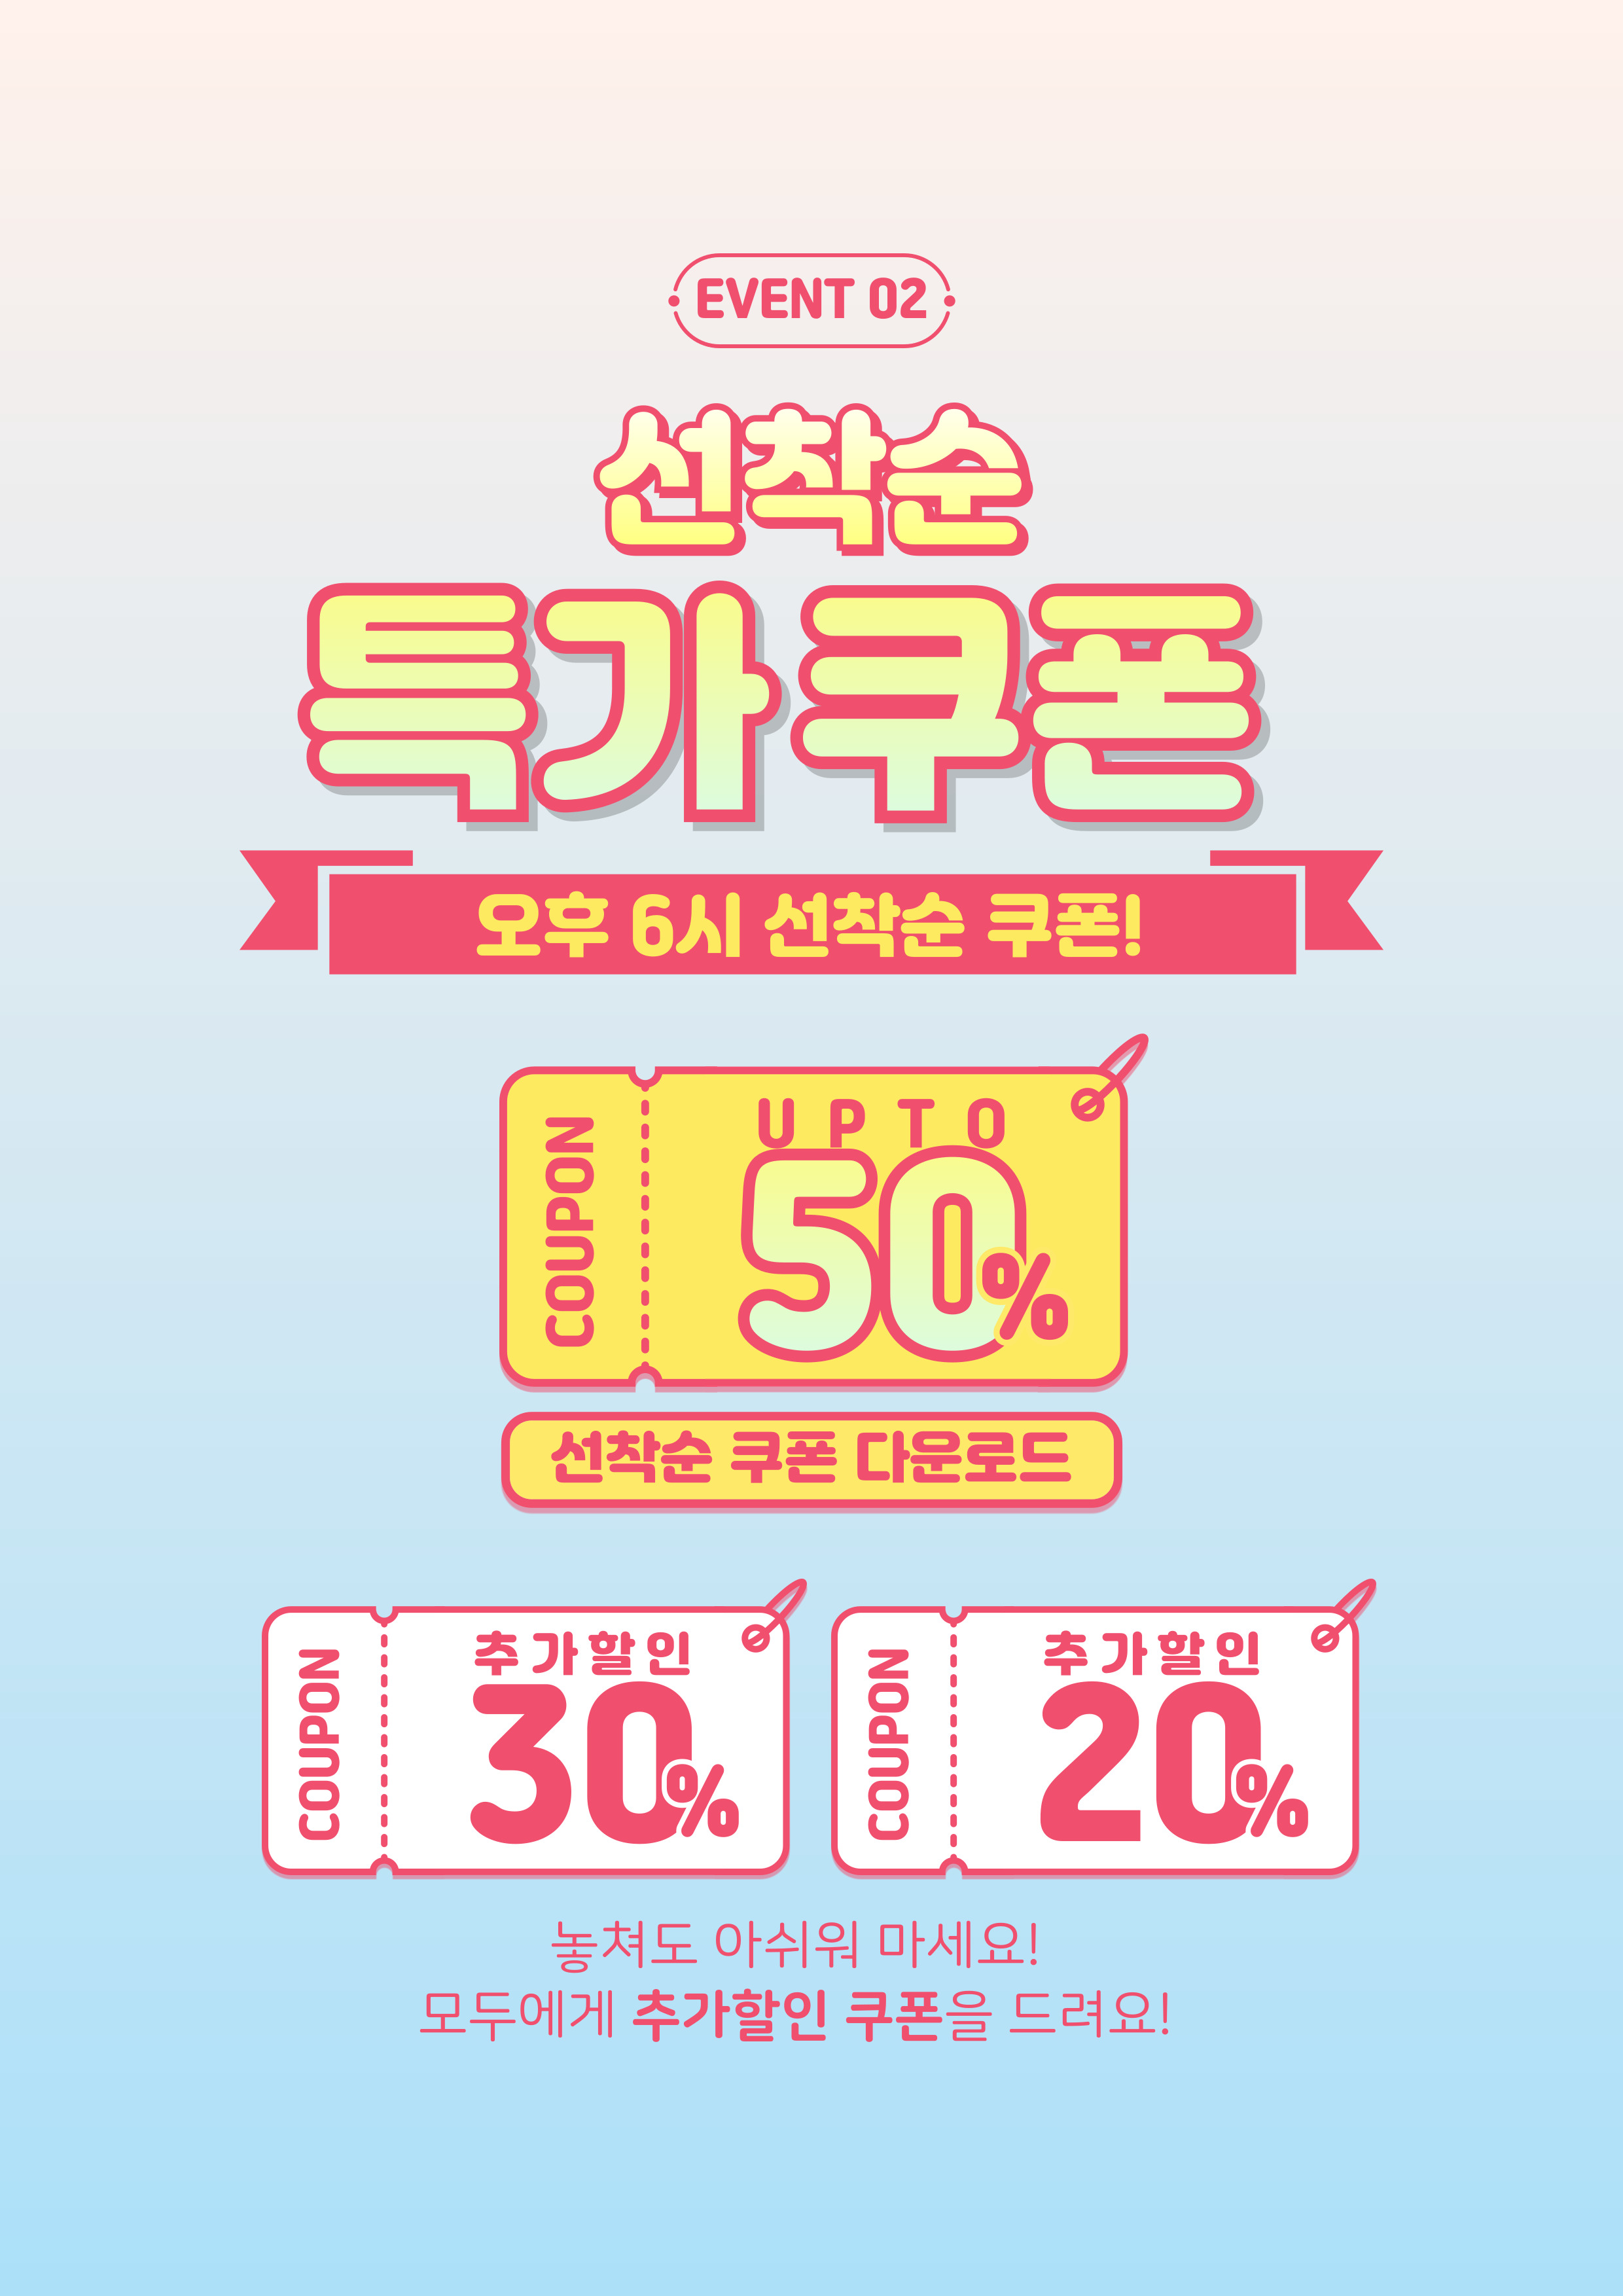 EVENT 02
선착순
특가쿠폰
오후 6시 선착순 쿠폰!
COUPON
UPTO
50%
선착순 쿠폰 다운로드
COUPON
추가할인
30%
COUPON
추가할인
20%
놓쳐도 아쉬워 마세요!
모두에게 추가할인 쿠폰을 드려요!